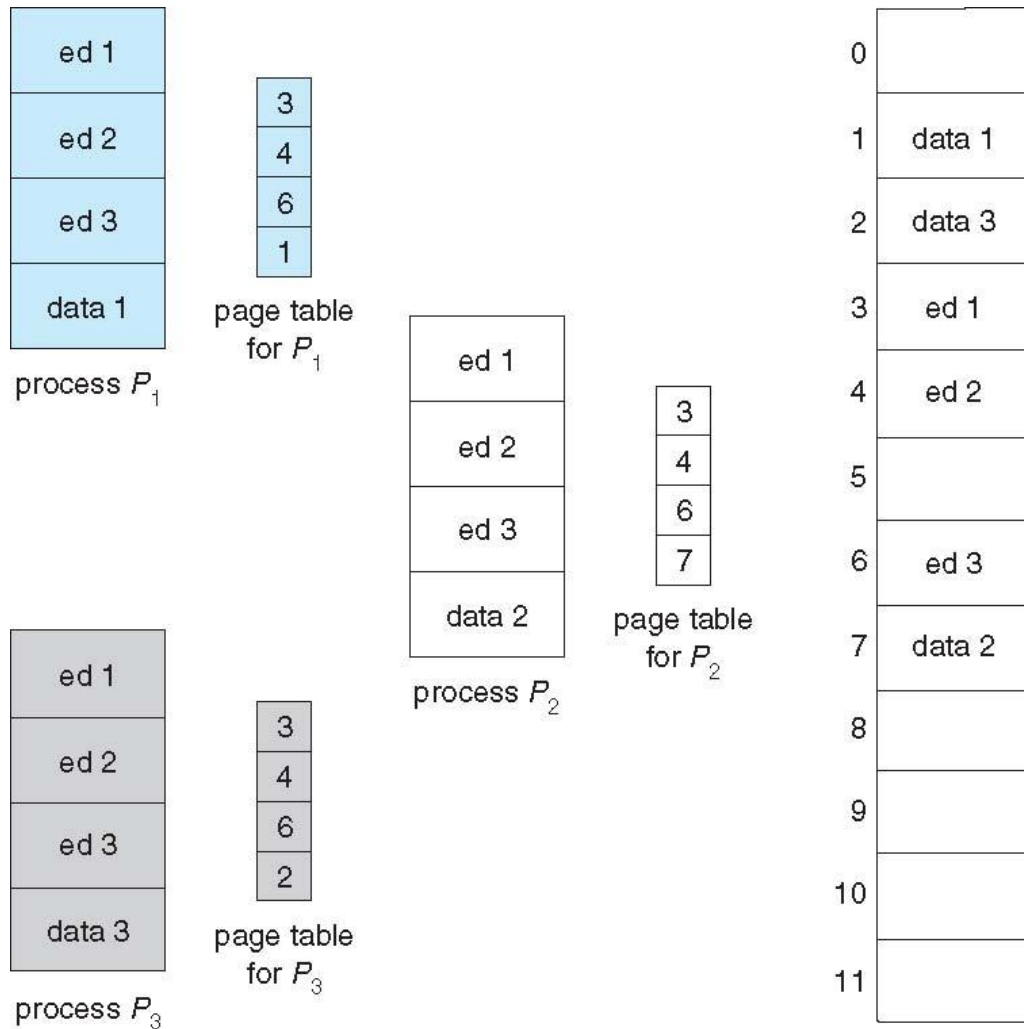 ed 1
ed 2
ed 3
data 1
process P1
3
4
6
1
page table
for P1
ed 1
ed 2
ed 3
data 2
process P2
3
4
6
7
page table
for P2
ed 1
ed 2
ed 3
data 3
process P3
3
4
6
2
page table
for P3
0
1 data 1
2 data 3
3 ed 1
4 ed 2
5
6 ed 3
7 data 2
8
9
10
11